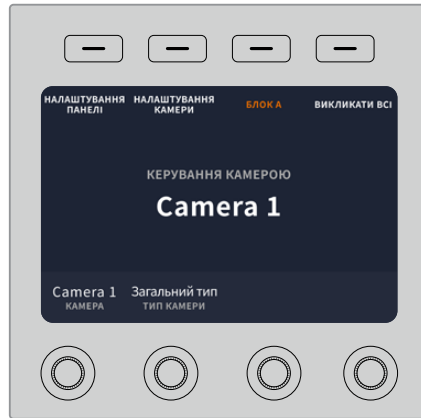 НАЛАШТУВАННЯ ПАНЕЛІ
НАЛАШТУВАННЯ КАМЕРИ
БЛОК А
ВИКЛИКАТИ ВСІ
КЕРУВАННЯ КАМЕРОЮ
Camera 1
Camera 1
КАМЕРА
Загальний тип
ТИП КАМЕРИ